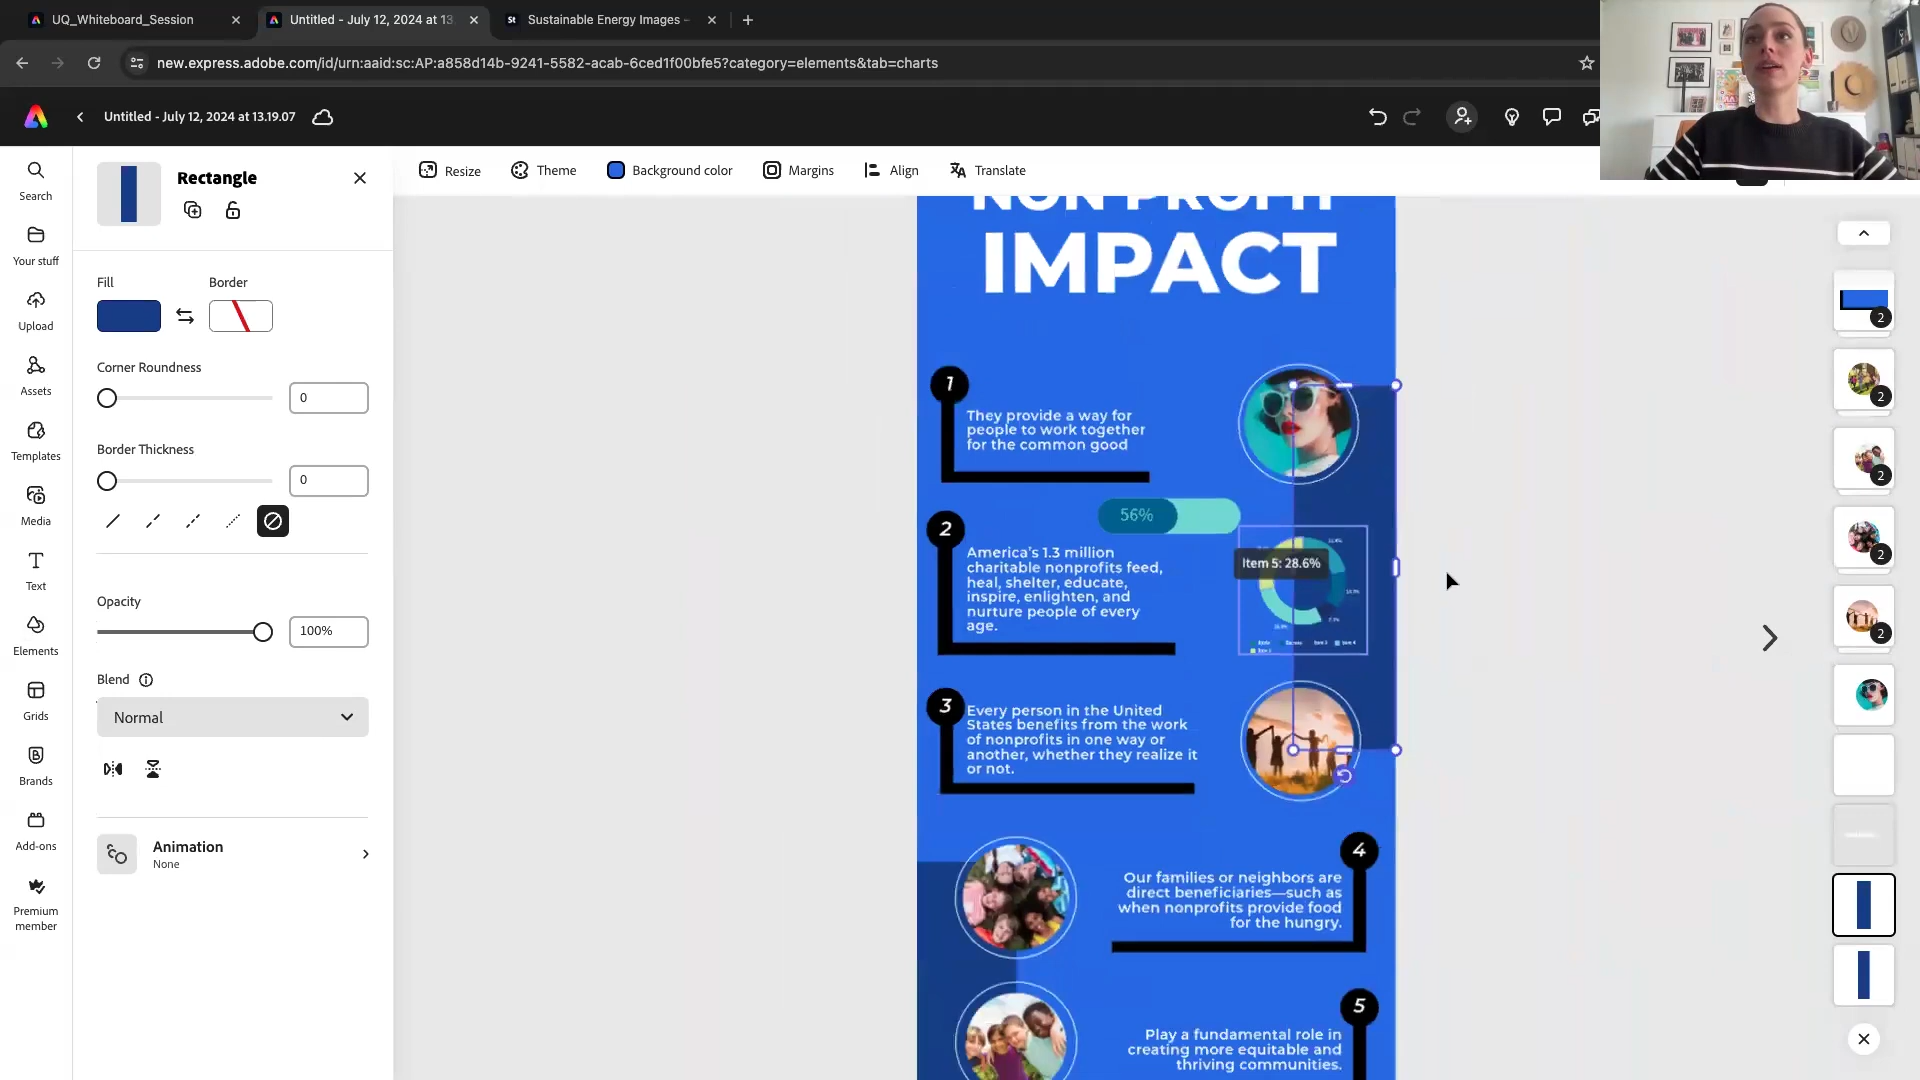 UQ_Whiteboard_Session
Untitled - July 12, 2024 at 13
St
Sustainable Energy Images –
new.express.adobe.com/id/urn:aaid:sc:AP:a858d14b-9241-5582-acab-6ced1f00bfe5?category=elements&tab=charts
Untitled - July 12, 2024 at 13.19.07
Search
Your stuff
Upload
Assets
Templates
Media
Text
Elements
Grids
Brands
Add-ons
Premium
member
Rectangle
Fill
Border
Corner Roundness
0
Border Thickness
0
Opacity
100%
Blend
Normal
Animation
None
Resize
Theme
Background color
Margins
Align
Translate
NON PROFIT
IMPACT
1
They provide a way for
people to work together
for the common good
56%
2
America's 1.3 million
charitable nonprofits feed,
heal, shelter, educate,
inspire, enlighten, and
nurture people of every
age.
Item 5: 28.6%
3
Every person in the United
States benefits from the work
of nonprofits in one way or
another, whether they realize it
or not.
4
Our families or neighbors are
direct beneficiaries—such as
when nonprofits provide food
for the hungry.
5
Play a fundamental role in
creating more equitable and
thriving communities.
2
2
2
2
2